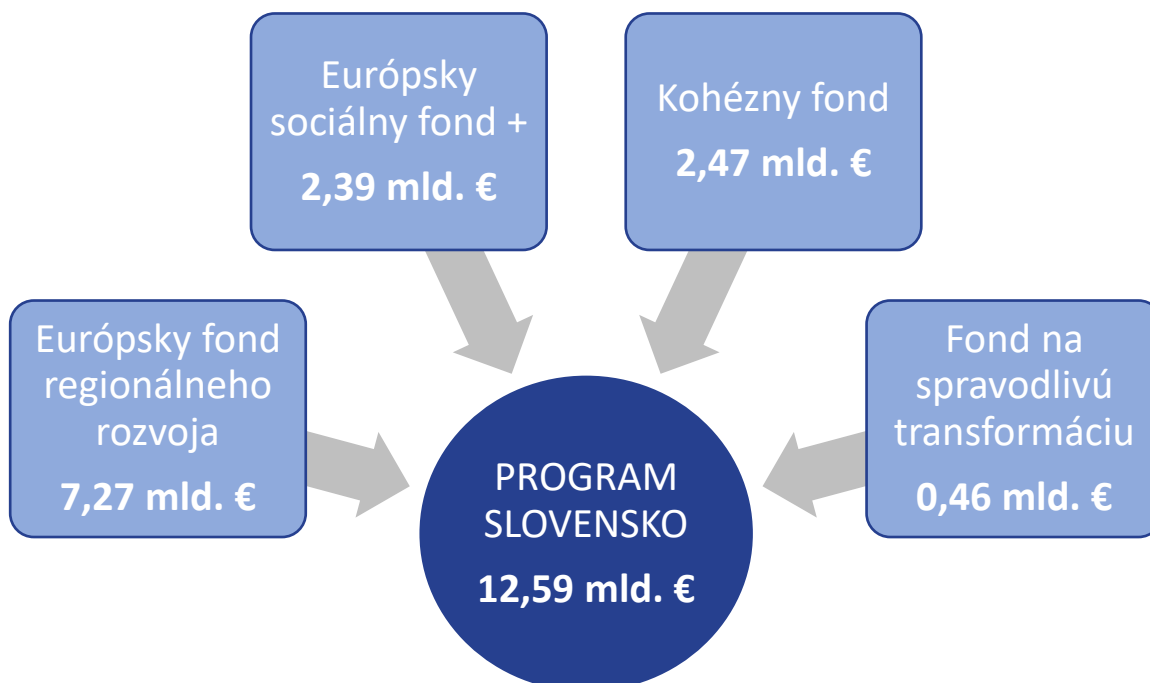 Európsky
sociálny fond +
2,39 mld. €
Kohézny fond
2,47 mld. €
Európsky fond
regionálneho
rozvoja
7,27 mld. €
Fond na
spravodlivú
transformáciu
0,46 mld. €
PROGRAM
SLOVENSKO
12,59 mld. €